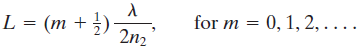 L = (m + ½) λ/2n₂, for m = 0, 1, 2, . . . .